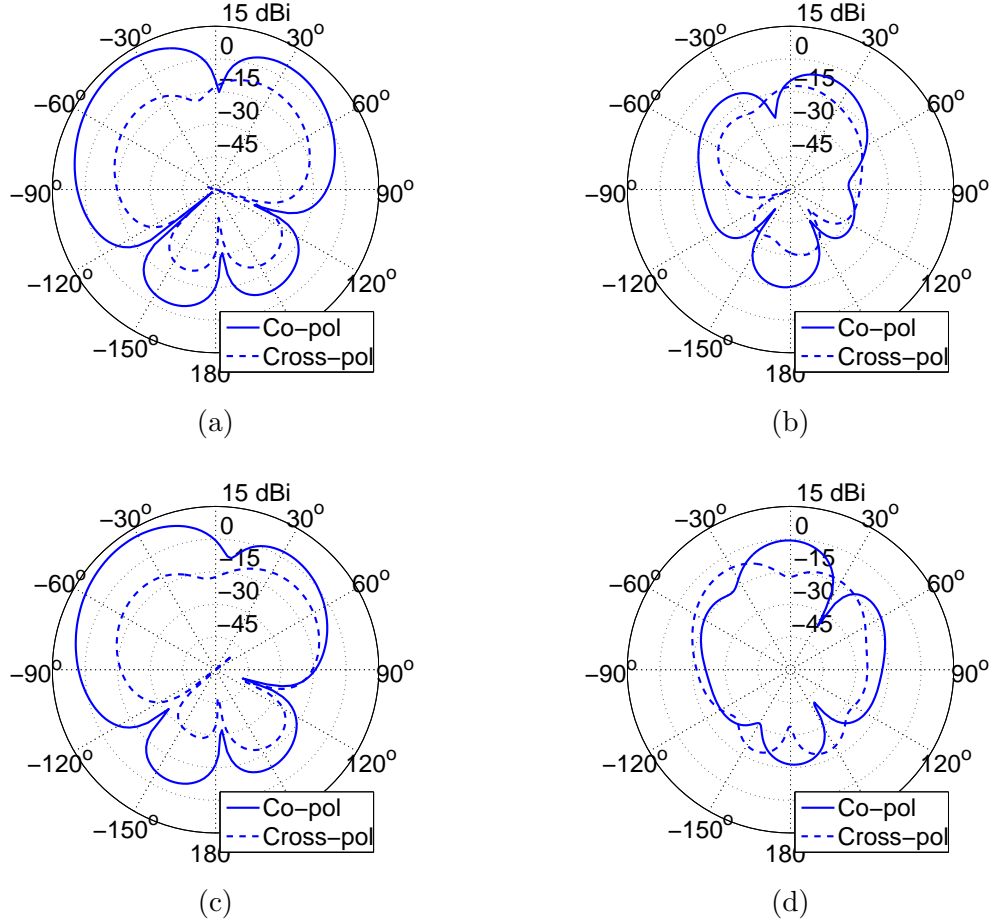 15 dBi
−30° 0 30°
−15
−60° −30 60°
−45
−90° 90°
−120° 120°
−150°
Co−pol
Cross−pol
180
(a)
15 dBi
−30° 0 30°
−15
−60° −30 60°
−45
−90° 90°
−120° 120°
−150°
Co−pol
Cross−pol
180
(b)
15 dBi
−30° 0 30°
−15
−60° −30 60°
−45
−90° 90°
−120° 120°
−150°
Co−pol
Cross−pol
180
(c)
15 dBi
−30° 0 30°
−15
−60° −30 60°
−45
−90° 90°
−120° 120°
−150°
Co−pol
Cross−pol
180
(d)